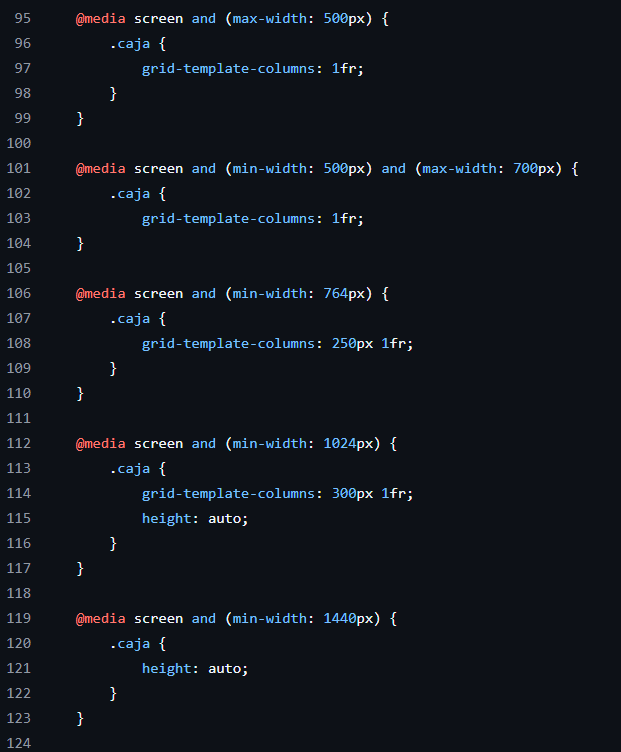 95 @media screen and (max-width: 500px) {
96 .caja {
97 grid-template-columns: 1fr;
98 }
99 }
100
101 @media screen and (min-width: 500px) and (max-width: 700px) {
102 .caja {
103 grid-template-columns: 1fr;
104 }
105
106 @media screen and (min-width: 764px) {
107 .caja {
108 grid-template-columns: 250px 1fr;
109 }
110 }
111
112 @media screen and (min-width: 1024px) {
113 .caja {
114 grid-template-columns: 300px 1fr;
115 height: auto;
116 }
117 }
118
119 @media screen and (min-width: 1440px) {
120 .caja {
121 height: auto;
122 }
123 }
124